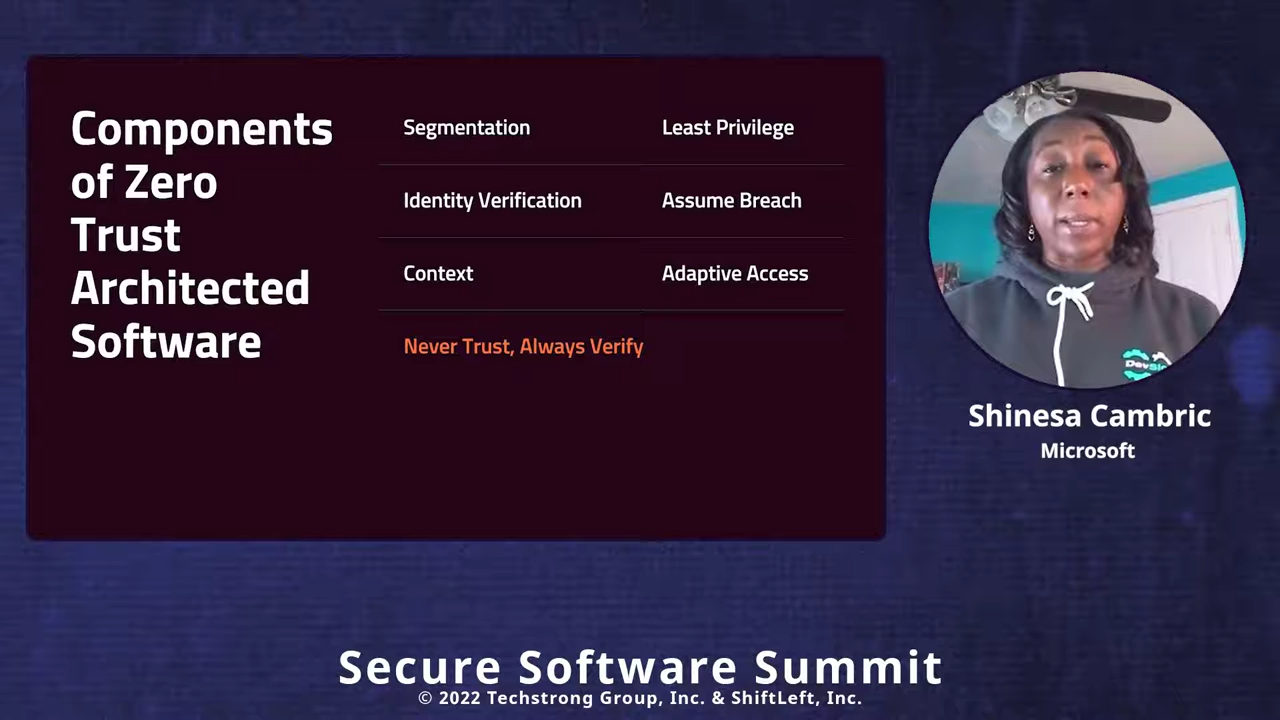 Components
of Zero
Trust
Architected
Software
Segmentation
Least Privilege
Identity Verification
Assume Breach
Context
Adaptive Access
Never Trust, Always Verify
Shinesa Cambric
Microsoft
Secure Software Summit
© 2022 Techstrong Group, Inc. & ShiftLeft, Inc.